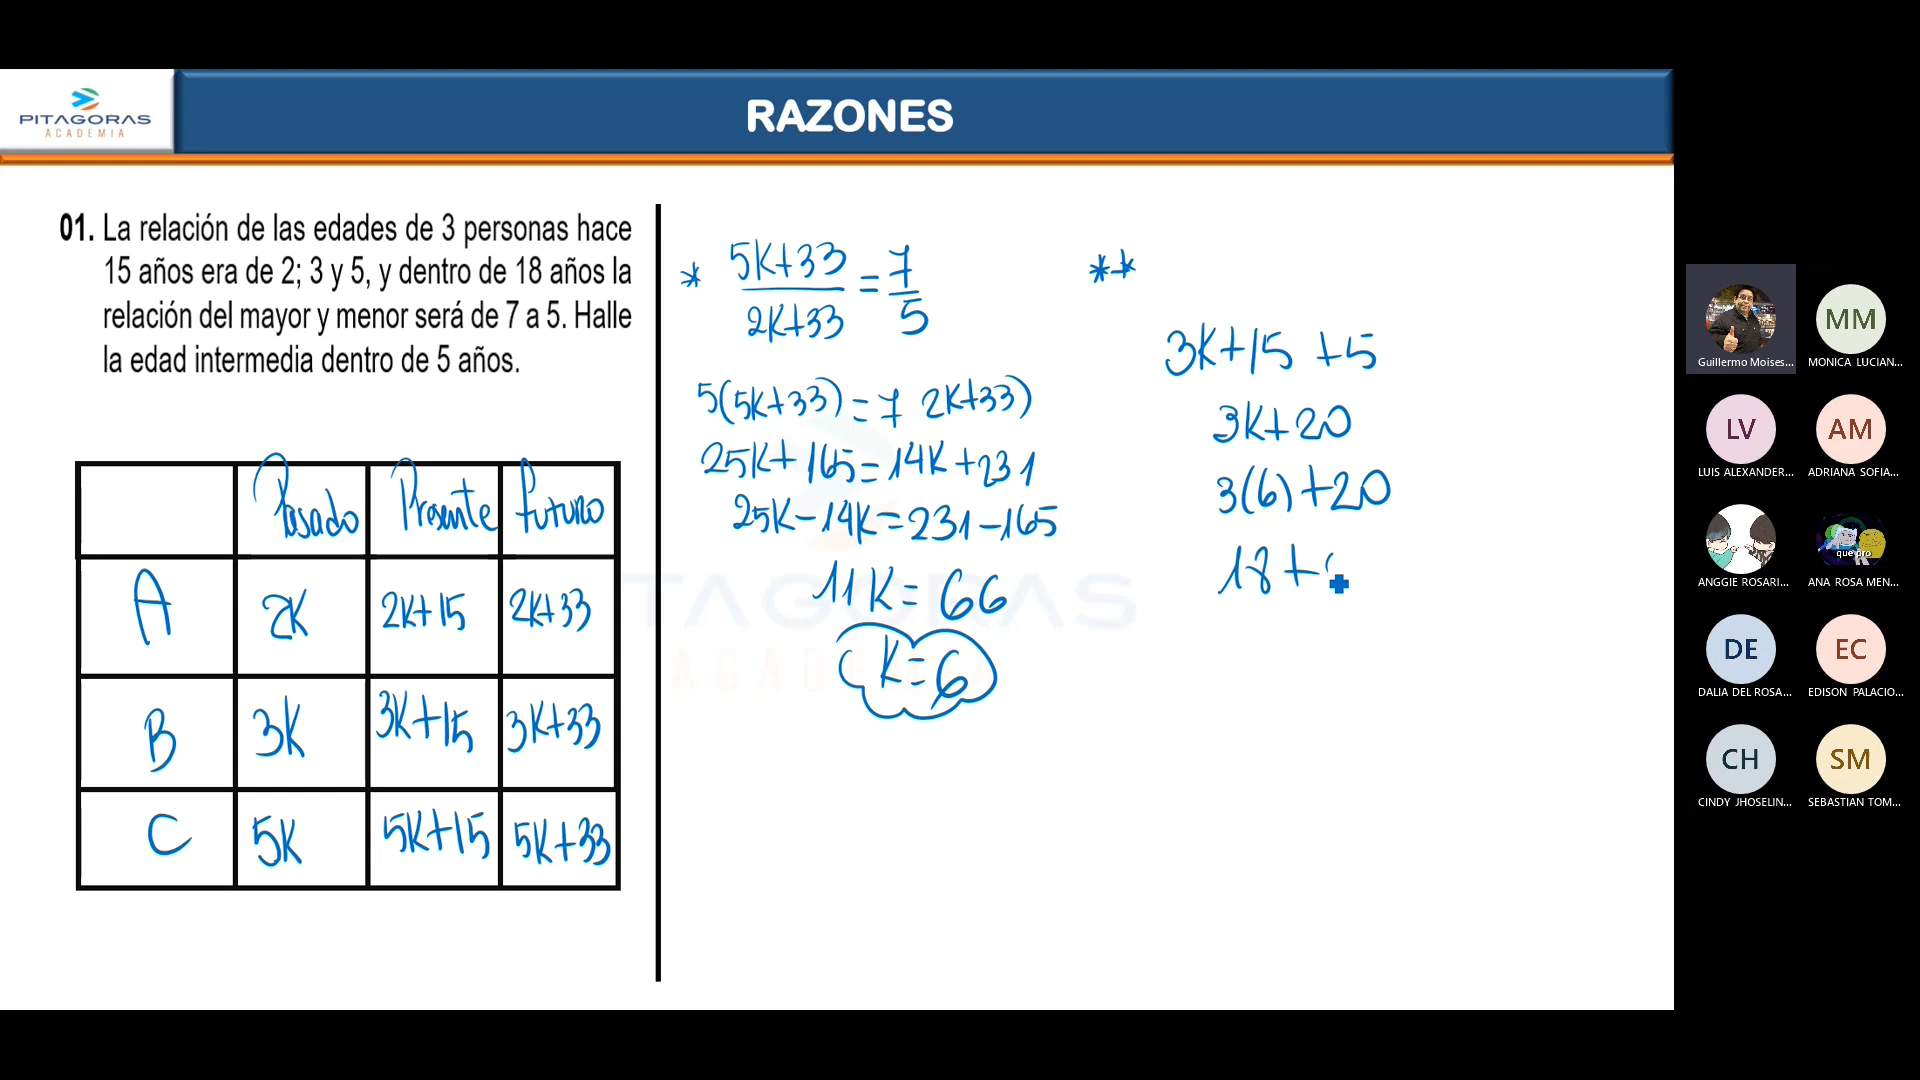 PITAGORAS
ACADEMIA
RAZONES
01. La relación de las edades de 3 personas hace
15 años era de 2; 3 y 5, y dentro de 18 años la
relación del mayor y menor será de 7 a 5. Halle
la edad intermedia dentro de 5 años.
Pasado Presente futuro
A 2K 2K+15 2K+33
B 3K 3K+15 3K+33
C 5K 5K+15 5K+33
* 5K+33 = 7
2K+33 5
5(5K+33) = 7 2K+33)
25K+165=14K+231
25K-14K=231-165
11K = 66
K=6
**
3K+15 +5
3K+20
3(6)+20
18+
PITAGORAS
ACADEM
Guillermo Moises...
MM
MONICA LUCIAN...
LV
LUIS ALEXANDER...
AM
ADRIANA SOFIA...
ANGGIE ROSARI...
que pro
ANA ROSA MEN...
DE
DALIA DEL ROSA...
EC
EDISON PALACIO...
CH
CINDY JHOSELIN...
SM
SEBASTIAN TOM...